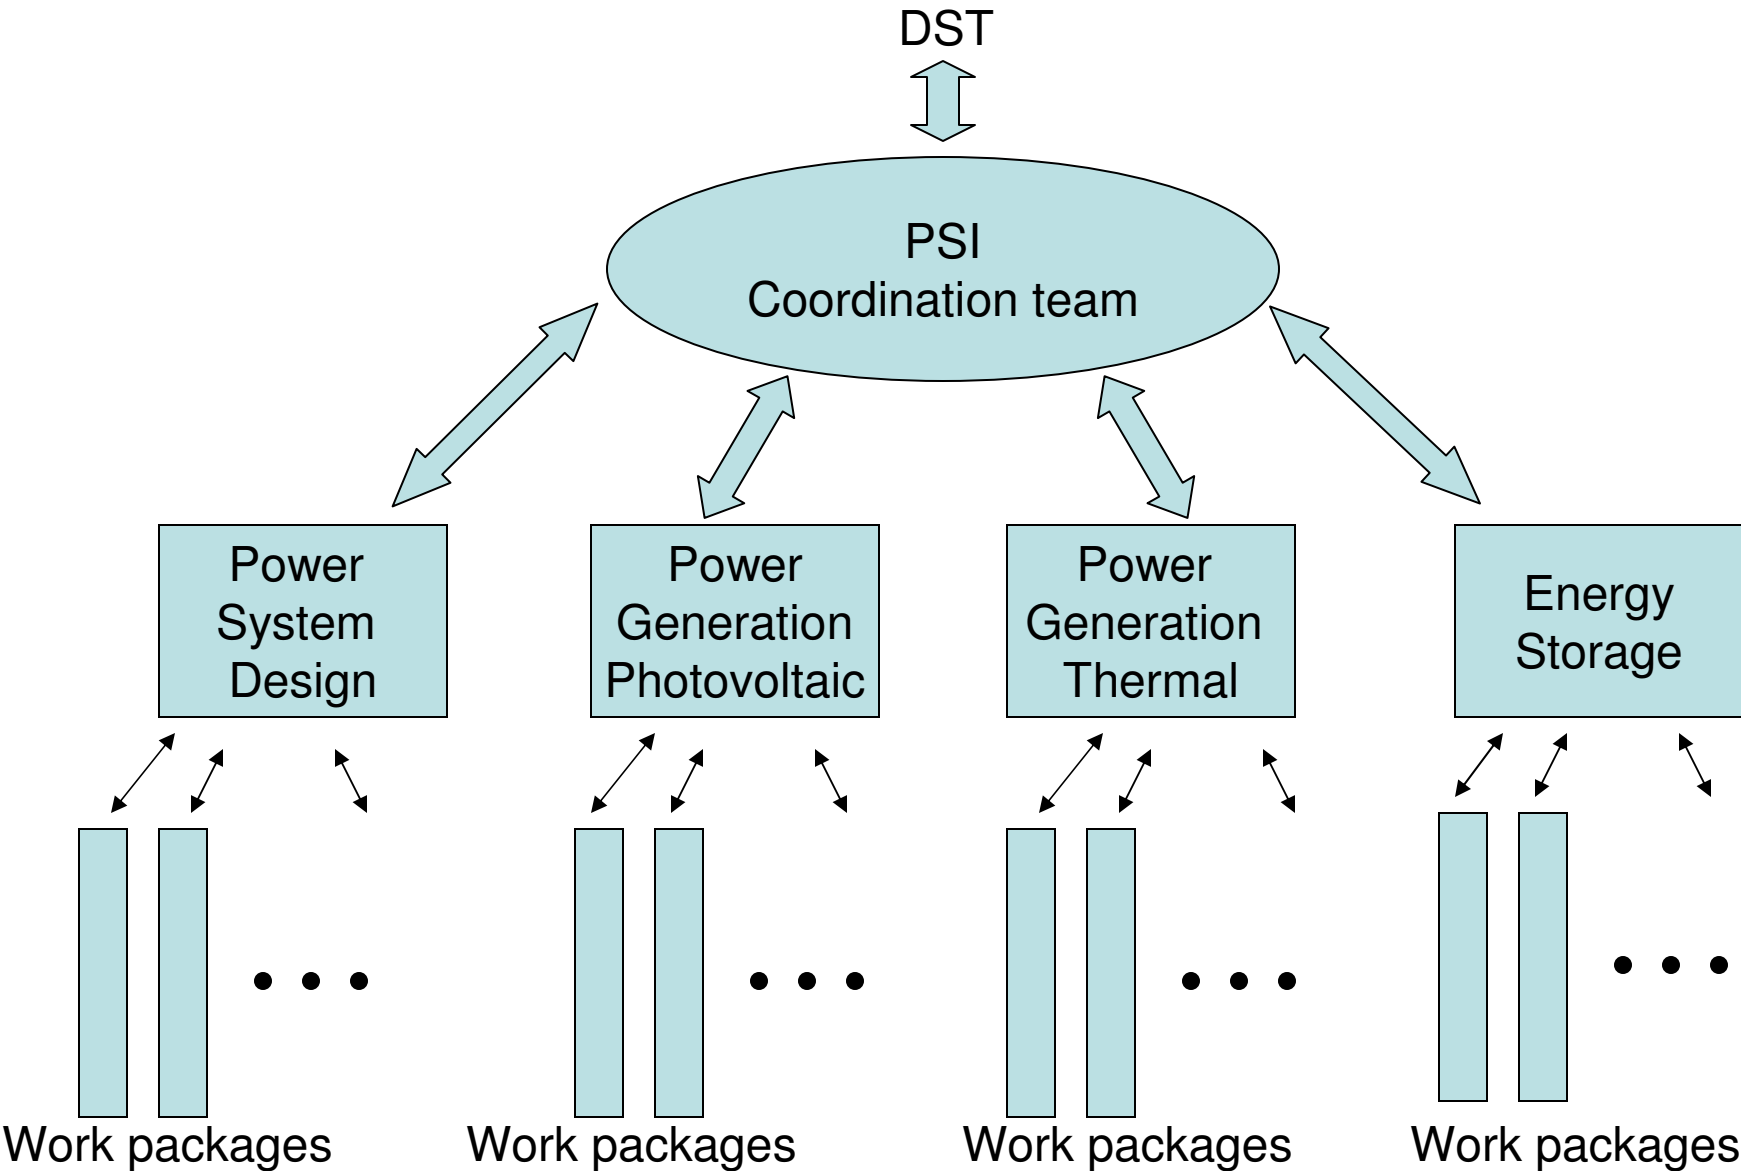 DST
PSI
Coordination team
Power
System
Design
Power
Generation
Photovoltaic
Power
Generation
Thermal
Energy
Storage
Work packages
Work packages
Work packages
Work packages